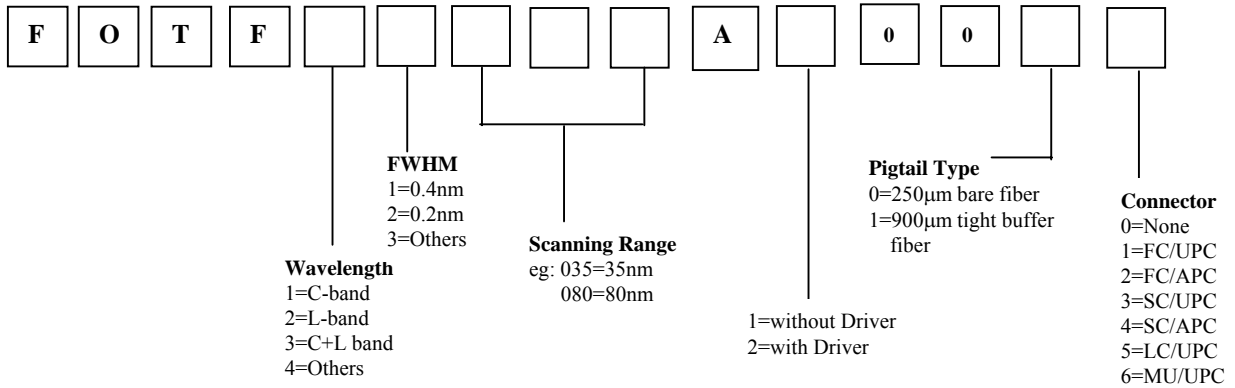 F O T F A 0 0
FWHM
1=0.4nm
2=0.2nm
3=Others
Wavelength
1=C-band
2=L-band
3=C+L band
4=Others
Scanning Range
eg: 035=35nm
080=80nm
1=without Driver
2=with Driver
Pigtail Type
0=250μm bare fiber
1=900μm tight buffer
fiber
Connector
0=None
1=FC/UPC
2=FC/APC
3=SC/UPC
4=SC/APC
5=LC/UPC
6=MU/UPC